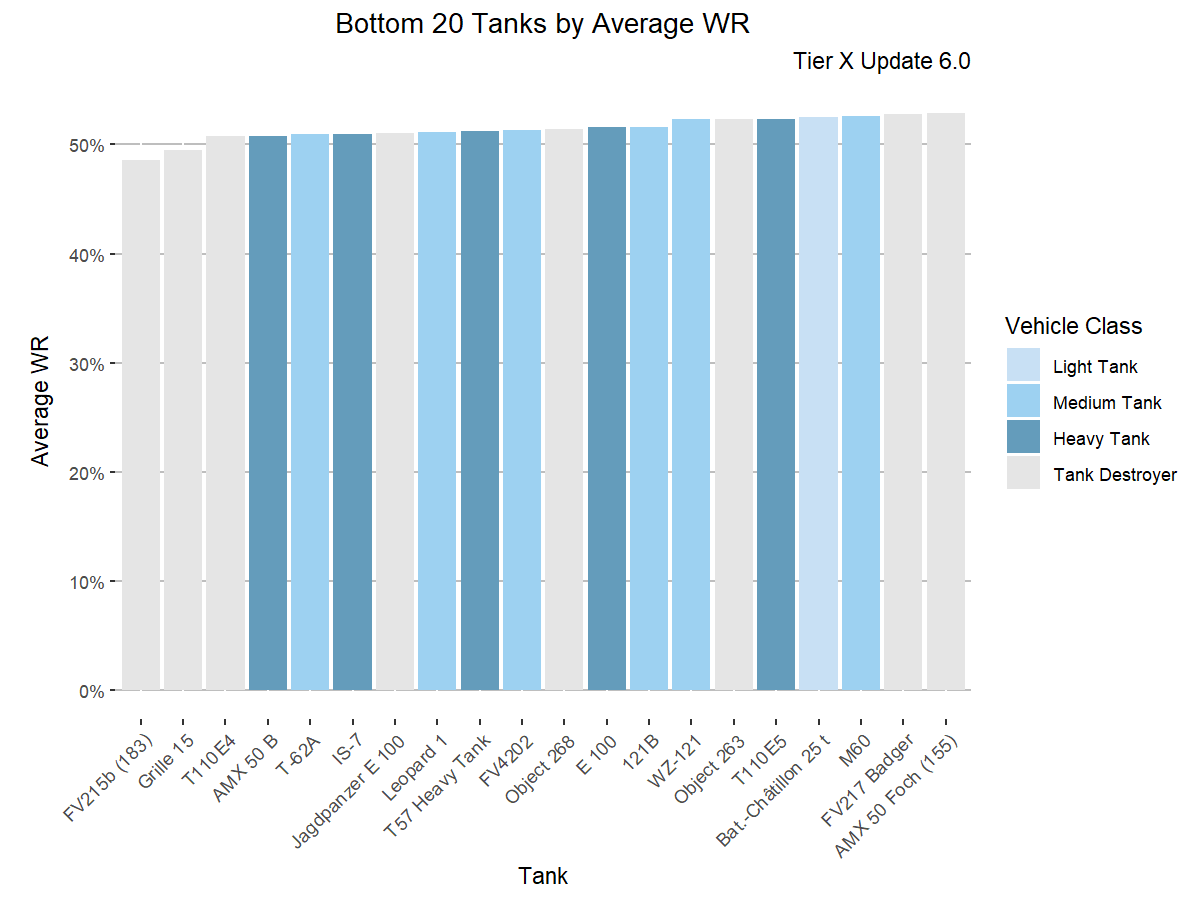 Bottom 20 Tanks by Average WR
Tier X Update 6.0
50%
40%
30%
20%
10%
0%
Average WR
FV215b (183)
Grille 15
T110E4
AMX 50 B
T-62A
IS-7
Jagdpanzer E 100
Leopard 1
T57 Heavy Tank
FV4202
Object 268
E 100
121B
WZ-121
Object 263
T110E5
Bat.-Châtillon 25 t
M60
FV217 Badger
AMX 50 Foch (155)
Tank
Vehicle Class
Light Tank
Medium Tank
Heavy Tank
Tank Destroyer